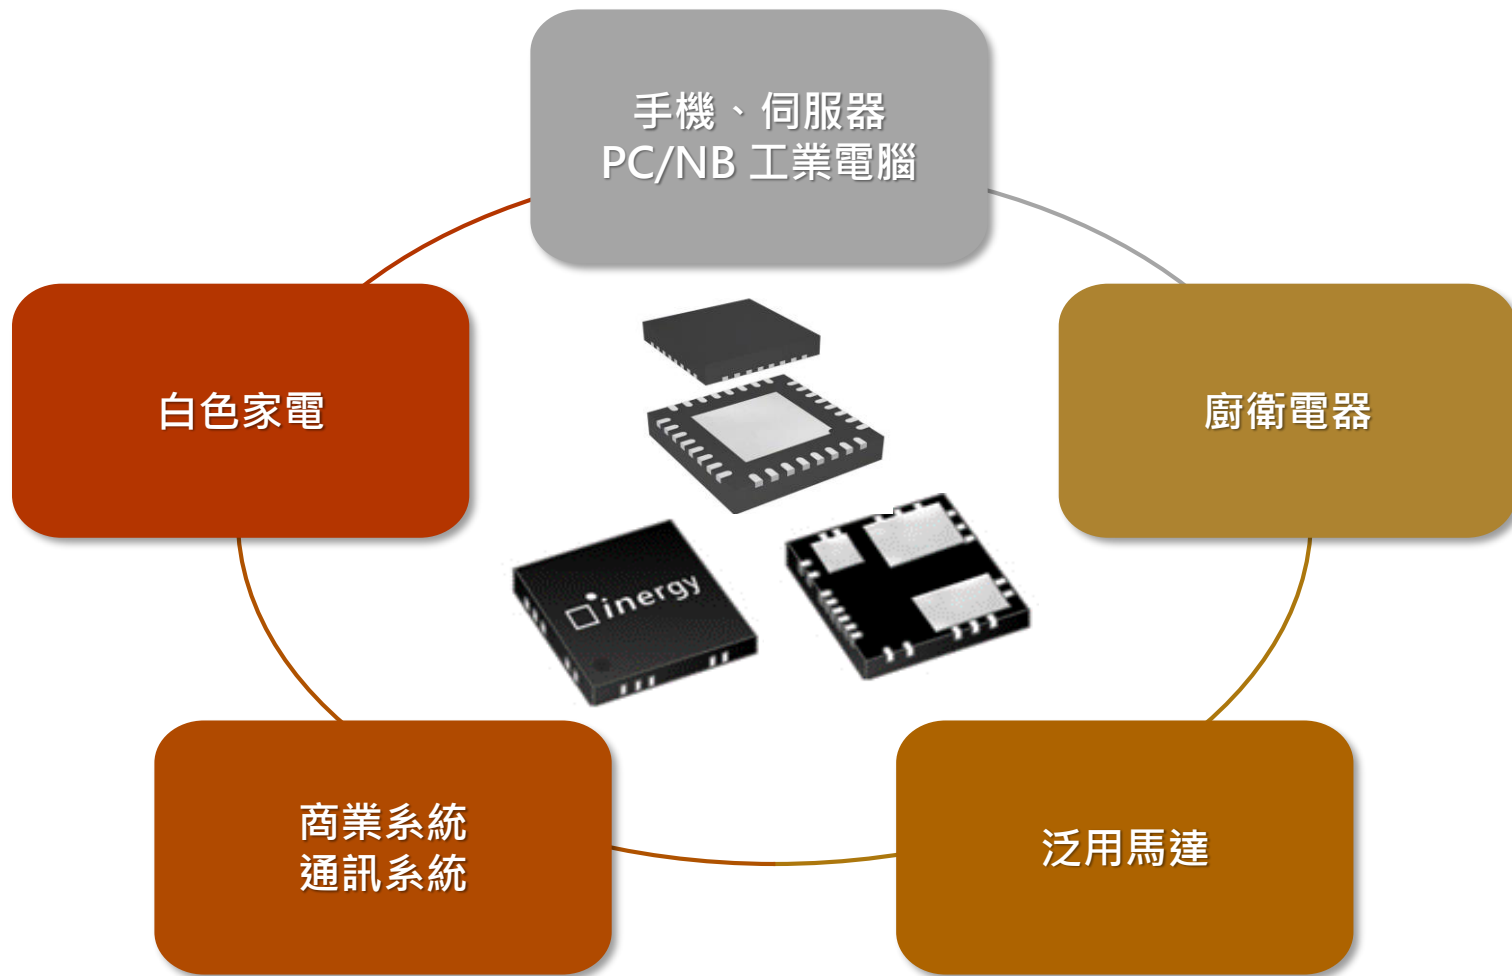 手機、伺服器
PC/NB 工業電腦
白色家電
廚衛電器
inergy
商業系統
通訊系統
泛用馬達